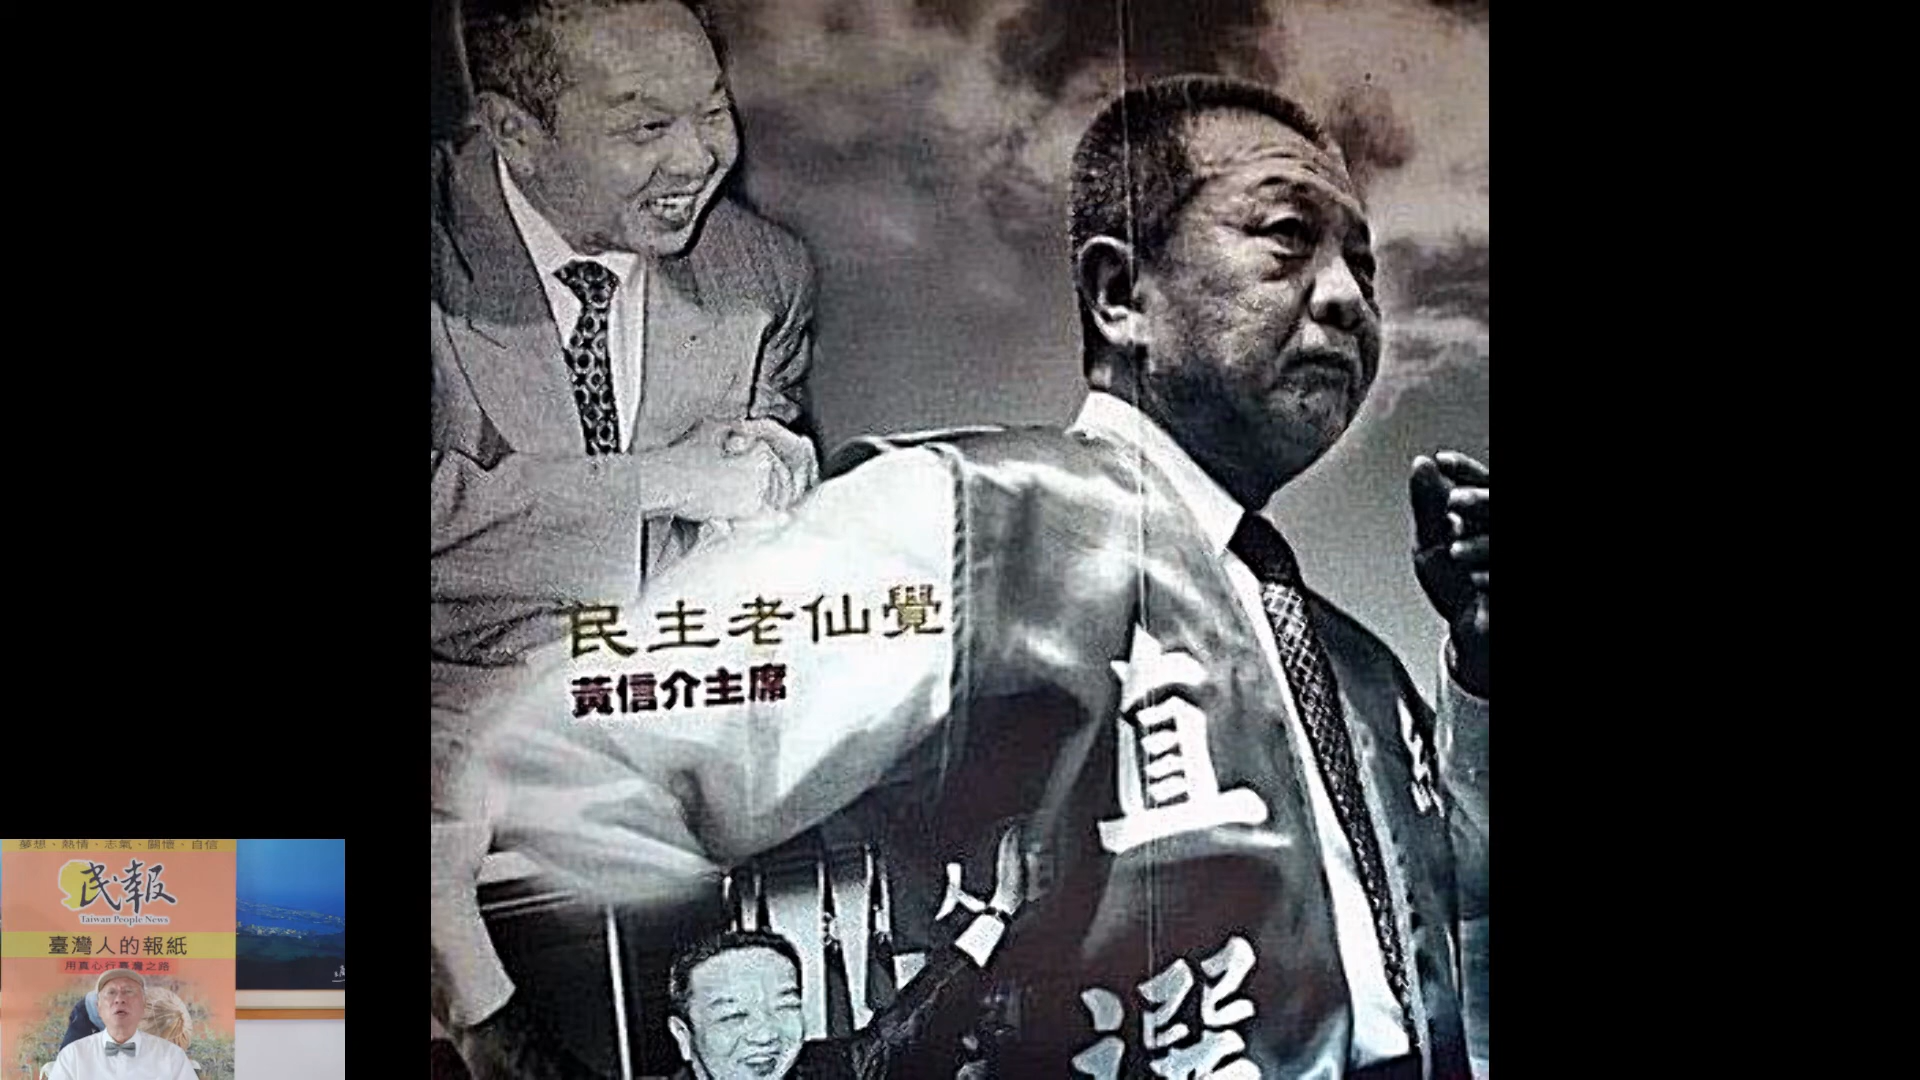 民主老仙覺
黃信介主席
直選
夢想、熱情、志氣、關懷、自信
民報
Taiwan People News
臺灣人的報紙
用真心行臺灣之路